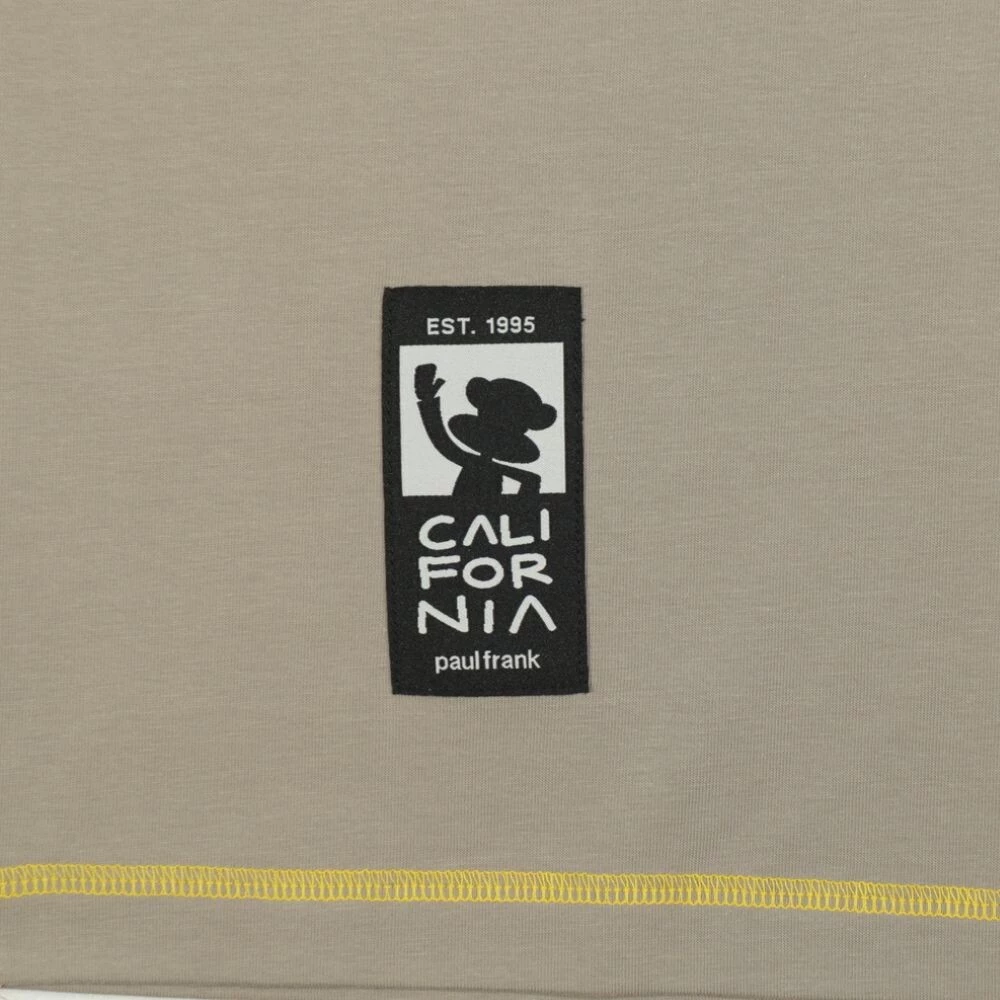 EST. 1995
CALI
FOR
NIA
paul frank